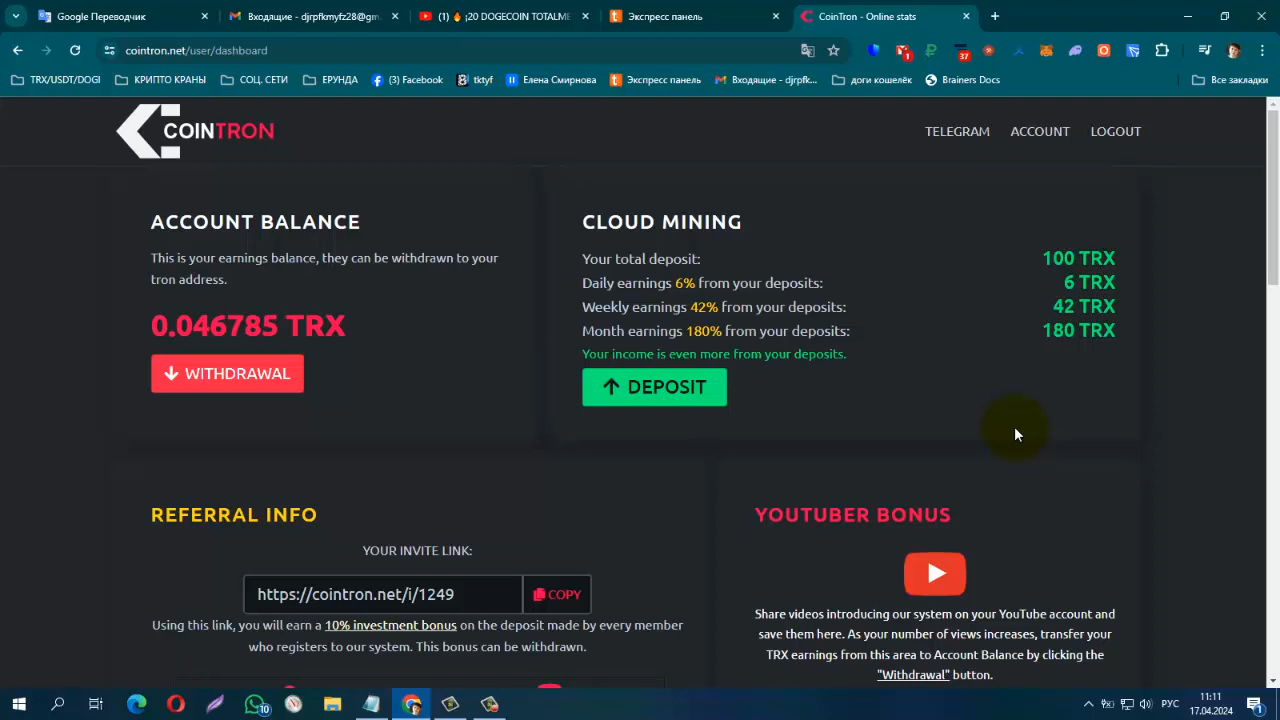 Google Переводчик
Входящие - djrpfkmyfz28@gm
(1) 🔥 ¡20 DOGECOIN TOTALME
Экспресс панель
CoinTron - Online stats
cointron.net/user/dashboard
1
37
TRX/USDT/DOGI
КРИПТО КРАНЫ
СОЦ. СЕТИ
ЕРУНДА
(3) Facebook
tktyf
Елена Смирнова
Экспресс панель
Входящие - djrpfk...
доги кошелёк
Brainers Docs
Все закладки
COINTRON
TELEGRAM
ACCOUNT
LOGOUT
ACCOUNT BALANCE
This is your earnings balance, they can be withdrawn to your
tron address.
0.046785 TRX
WITHDRAWAL
CLOUD MINING
Your total deposit: 100 TRX
Daily earnings 6% from your deposits: 6 TRX
Weekly earnings 42% from your deposits: 42 TRX
Month earnings 180% from your deposits: 180 TRX
Your income is even more from your deposits.
DEPOSIT
REFERRAL INFO
YOUR INVITE LINK:
https://cointron.net/i/1249
COPY
Using this link, you will earn a 10% investment bonus on the deposit made by every member
who registers to our system. This bonus can be withdrawn.
YOUTUBER BONUS
Share videos introducing our system on your YouTube account and
save them here. As your number of views increases, transfer your
TRX earnings from this area to Account Balance by clicking the
"Withdrawal" button.
10
РУС
11:11
17.04.2024
1